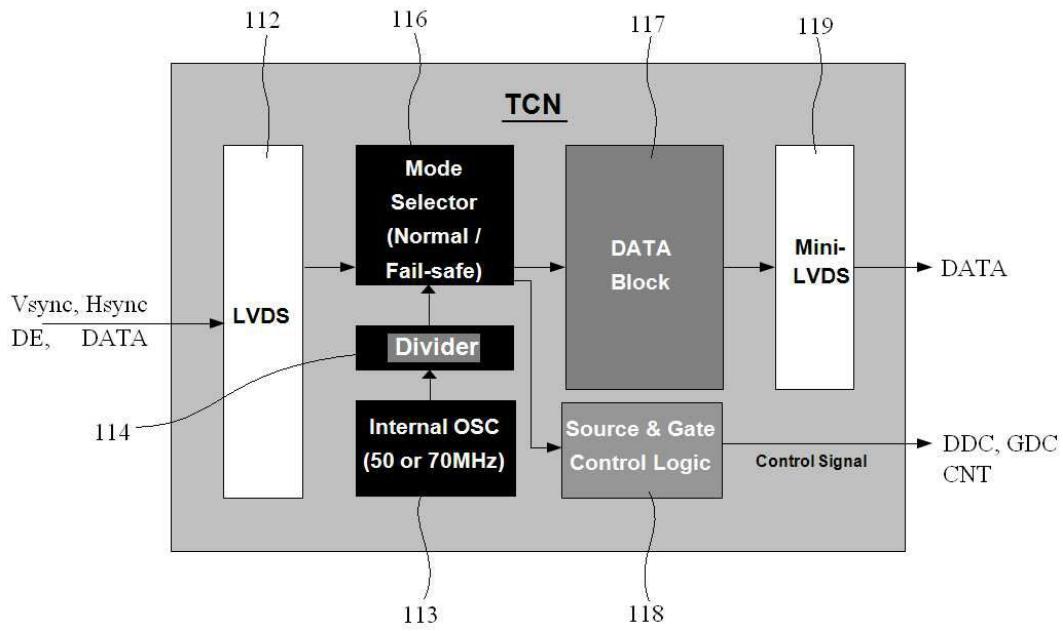 112
116
117
119
TCN
Mode
Selector
(Normal /
Fail-safe)
DATA
Block
Mini-
LVDS
DATA
Vsync, Hsync
DE, DATA
LVDS
Divider
114
Internal OSC
(50 or 70MHz)
Source & Gate
Control Logic
Control Signal
DDC, GDC
CNT
113
118